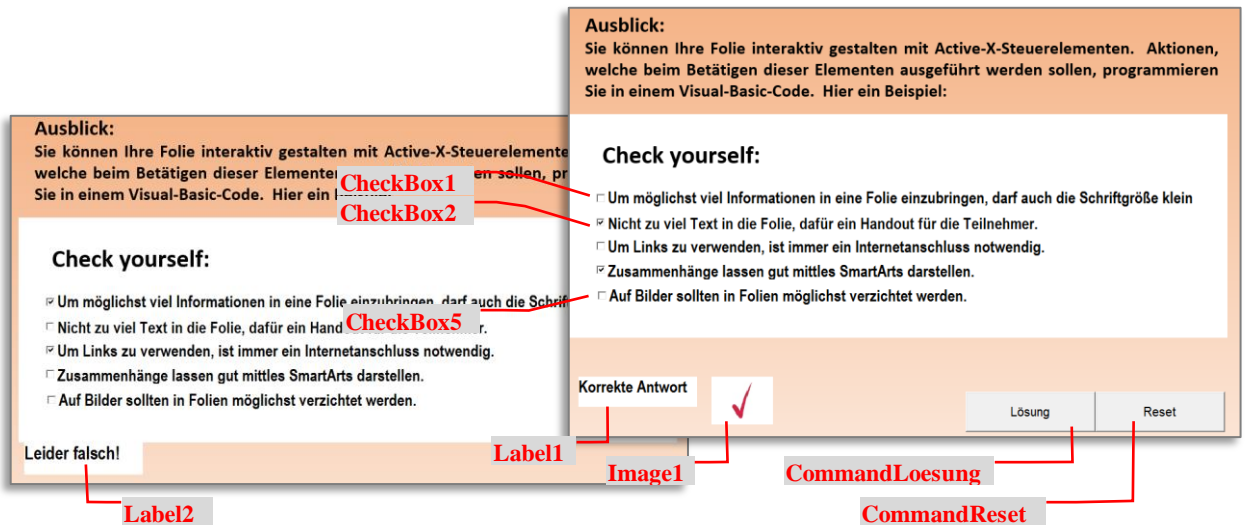 Ausblick:
Sie können Ihre Folie interaktiv gestalten mit Active-X-Steuerelementen. Aktionen,
welche beim Betätigen dieser Elementen ausgeführt werden sollen, programmieren
Sie in einem Visual-Basic-Code. Hier ein Beispiel:
Check yourself:
Um möglichst viel Informationen in eine Folie einzubringen, darf auch die Schriftgröße klein
Nicht zu viel Text in die Folie, dafür ein Handout für die Teilnehmer.
Um Links zu verwenden, ist immer ein Internetanschluss notwendig.
Zusammenhänge lassen gut mittles SmartArts darstellen.
Auf Bilder sollten in Folien möglichst verzichtet werden.
Korrekte Antwort
Lösung
Reset
Ausblick:
Sie können Ihre Folie interaktiv gestalten mit Active-X-Steuerelemente
welche beim Betätigen dieser Elementen en sollen, pr
Sie in einem Visual-Basic-Code. Hier ein
Check yourself:
Um möglichst viel Informationen in eine Folie einzubringen, darf auch die Schrif
Nicht zu viel Text in die Folie, dafür ein Hand
Um Links zu verwenden, ist immer ein Internetanschluss notwendig.
Zusammenhänge lassen gut mittles SmartArts darstellen.
Auf Bilder sollten in Folien möglichst verzichtet werden.
Leider falsch!
CheckBox1
CheckBox2
CheckBox5
Label1
Image1
CommandLoesung
CommandReset
Label2